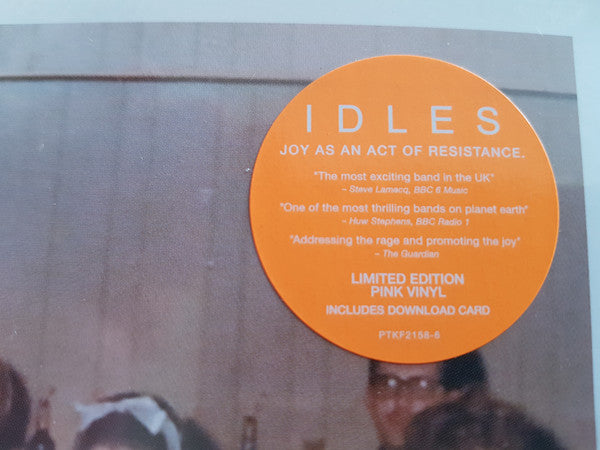 IDLES
JOY AS AN ACT OF RESISTANCE.
"The most exciting band in the UK"
– Steve Lamacq, BBC 6 Music
"One of the most thrilling bands on planet earth"
– Huw Stephens, BBC Radio 1
"Addressing the rage and promoting the joy"
– The Guardian
LIMITED EDITION
PINK VINYL
INCLUDES DOWNLOAD CARD
PTKF2158-6